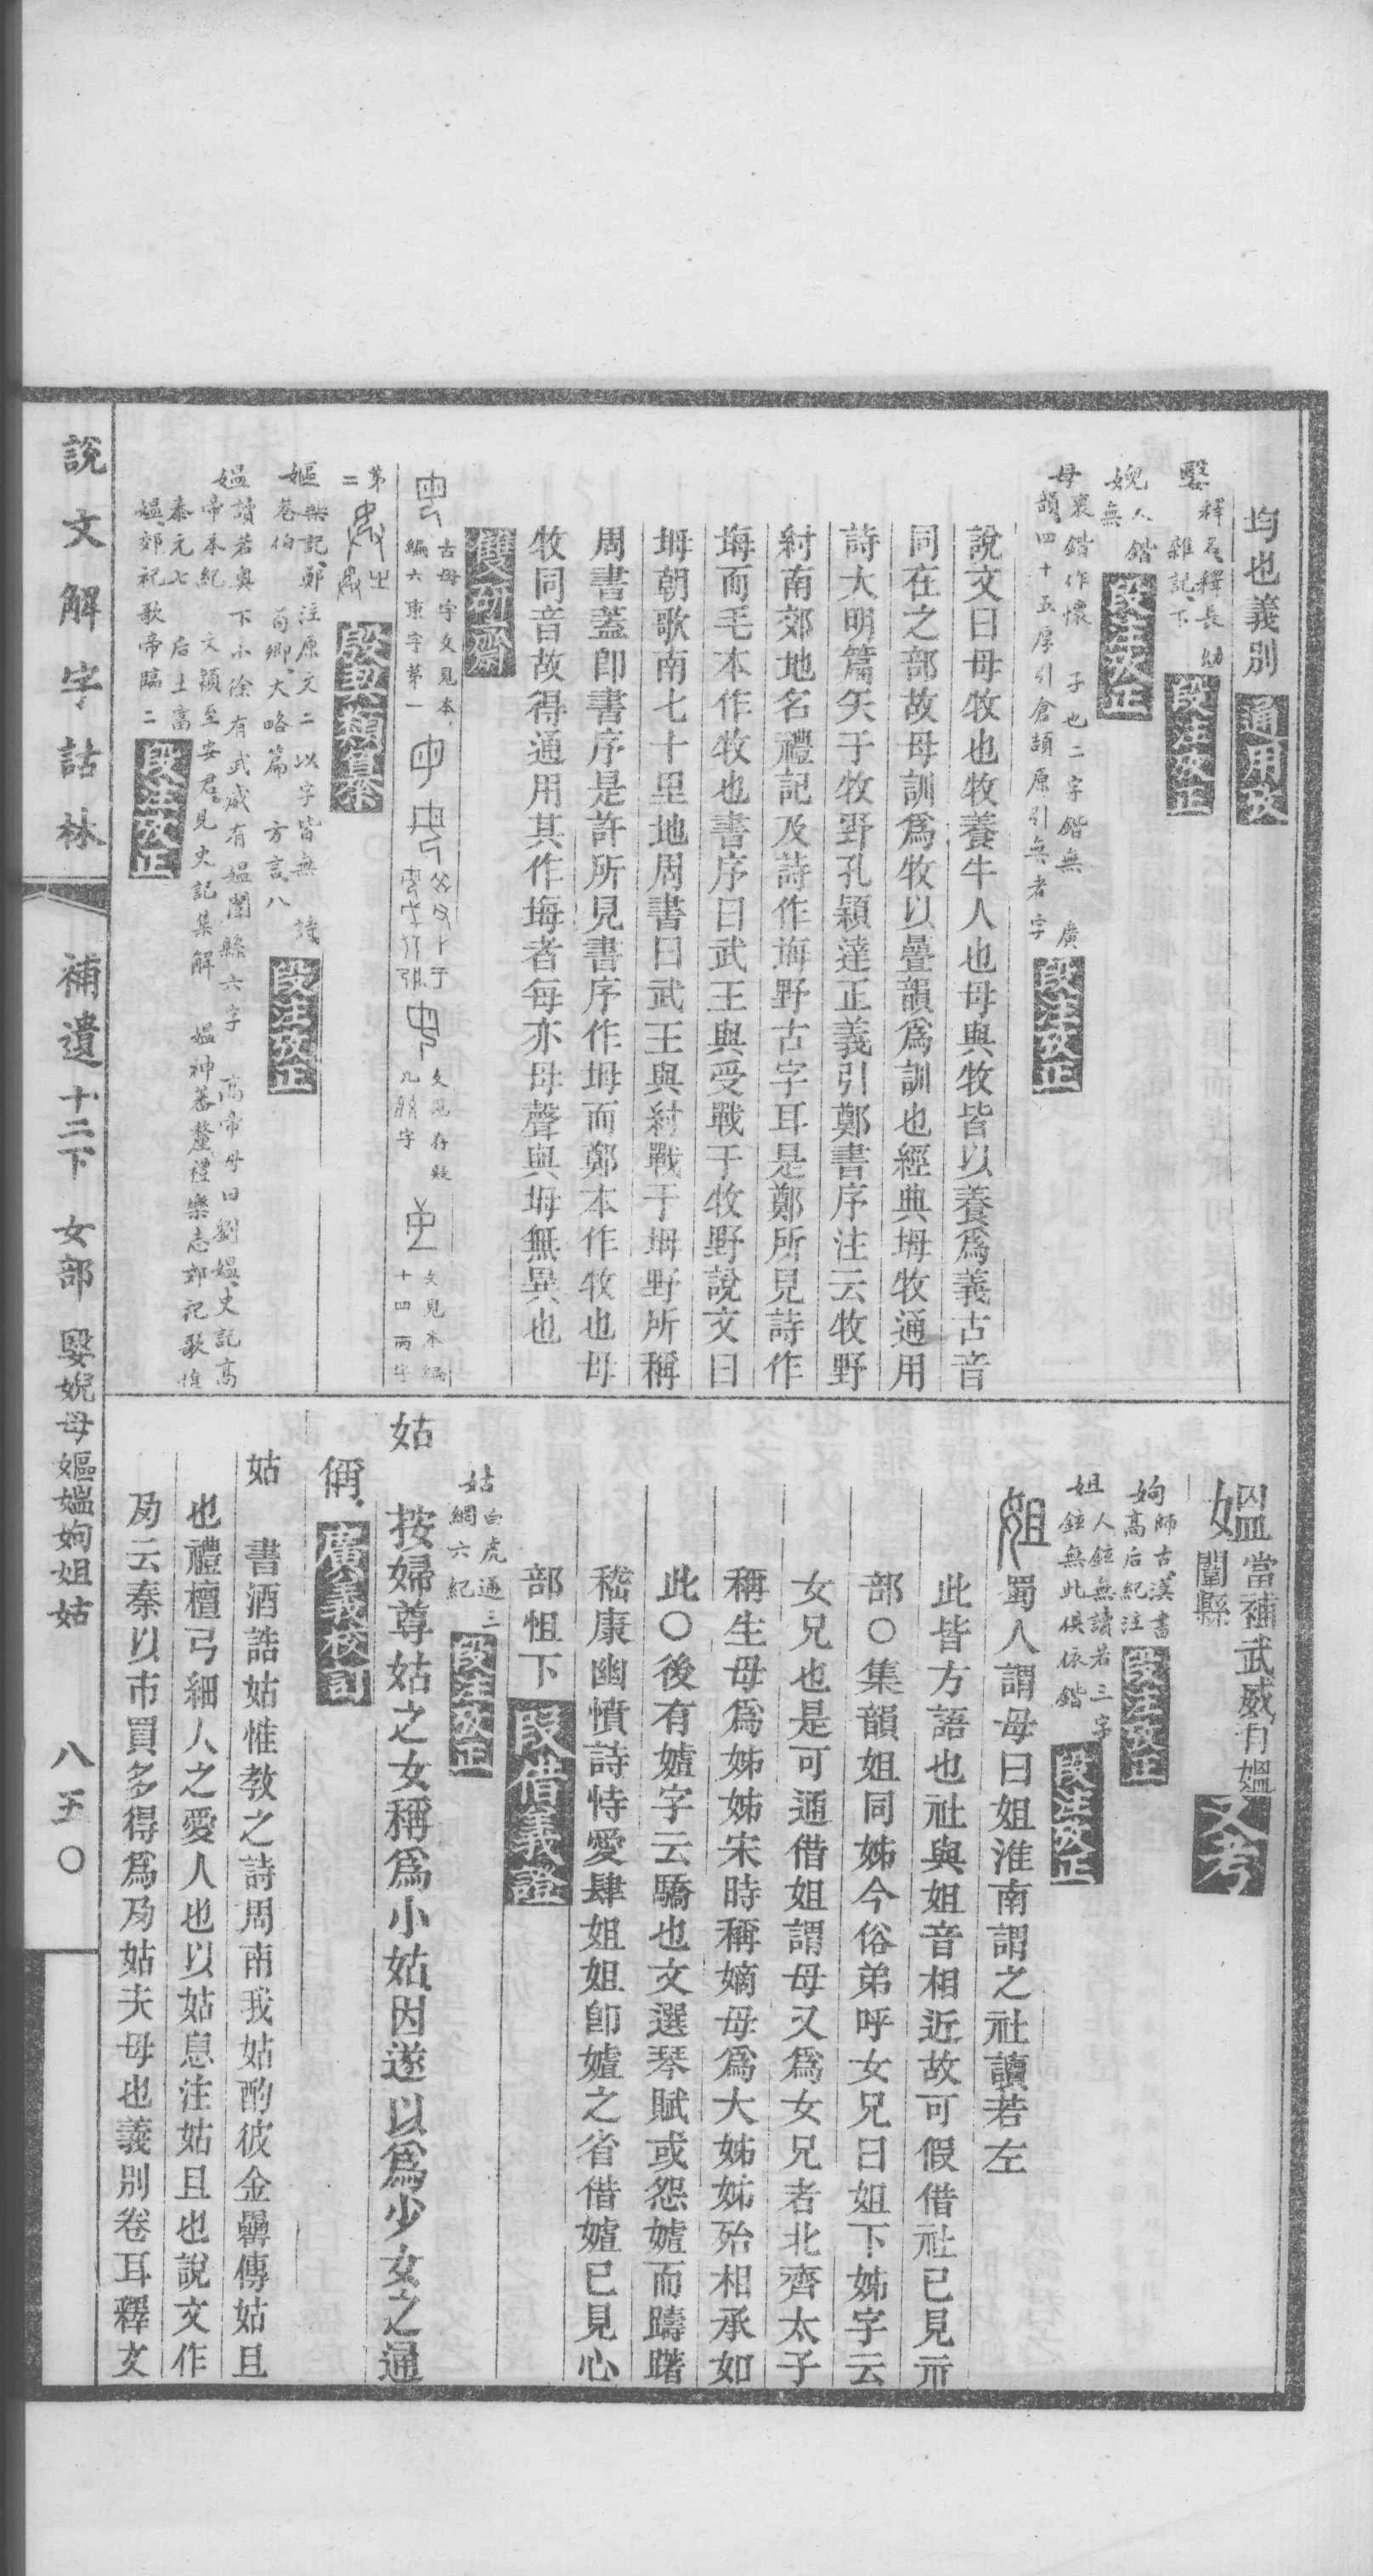 均也義別 通用攷
嫛 釋名釋長幼
雜記下 段注攷正
婗 人鍇
無 段注攷正
母 裹鍇作懷 子也二字鍇無 廣
韻四十五厚引倉頡原引無者字 段注攷正
說文曰母牧也牧養牛人也母與牧皆以養爲義古音
同在之部故母訓爲牧以疊韻爲訓也經典坶牧通用
詩大明篇矢于牧野孔穎達正義引鄭書序注云牧野
紂南郊地名禮記及詩作坶野古字耳是鄭所見詩作
坶而毛本作牧也書序曰武王與受戰于牧野說文曰
坶朝歌南七十里地周書曰武王與紂戰于坶野所稱
周書蓋卽書序是許所見書序作坶而鄭本作牧也母
牧同音故得通用其作㙁者每亦母聲與坶無異也
雙硏齋
古母字文見本
編六東字第一
文見本編
十四丙字
第
二 殷契類纂
嫗 樂記鄭注原文二以字皆無 詩
巷伯 荀卿大略篇 方言八 段注攷正
媼 讀若奧下小徐有武威有媼圍縣六字 高帝母曰劉媼史記高
帝本紀 文穎至安君見史記集解 媼神蕃釐禮樂志郊祀歌惟
泰元七 后土富
媼郊祀歌帝臨二 段注攷正
說文解字詁林 補遺十二下 女部 嫛婗母嫗媼姁姐姑 八五〇
媼 當補武威有媼
圍縣 文考
姁 師古漢書
高后紀注 段注攷正
姐 人鉉無讀若三字
鉉無此俱依鍇 段注攷正
姐 蜀人謂母曰姐淮南謂之社讀若左
此皆方語也社與姐音相近故可假借社已見示
部〇集韻姐同姊今俗弟呼女兄曰姐下姊字云
女兄也是可通借姐謂母又爲女兄者北齊太子
稱生母爲姊姊宋時稱嫡母爲大姊姊殆相承如
此〇後有嫭字云驕也文選琴賦或怨嫭而躊躇
嵇康幽憤詩恃愛肆姐姐卽嫭之省借嫭已見心
部怚下 段借義證
姑 白虎通三
綱六紀 段注攷正
姑 按婦尊姑之女稱爲小姑因遂以爲少女之通
稱 廣義校訂
姑 書酒誥姑惟敎之詩周南我姑酌彼金罍傳姑且
也禮檀弓細人之愛人也以姑息注姑且也說文作
夃云秦以市買多得爲夃姑夫母也義別卷耳釋文